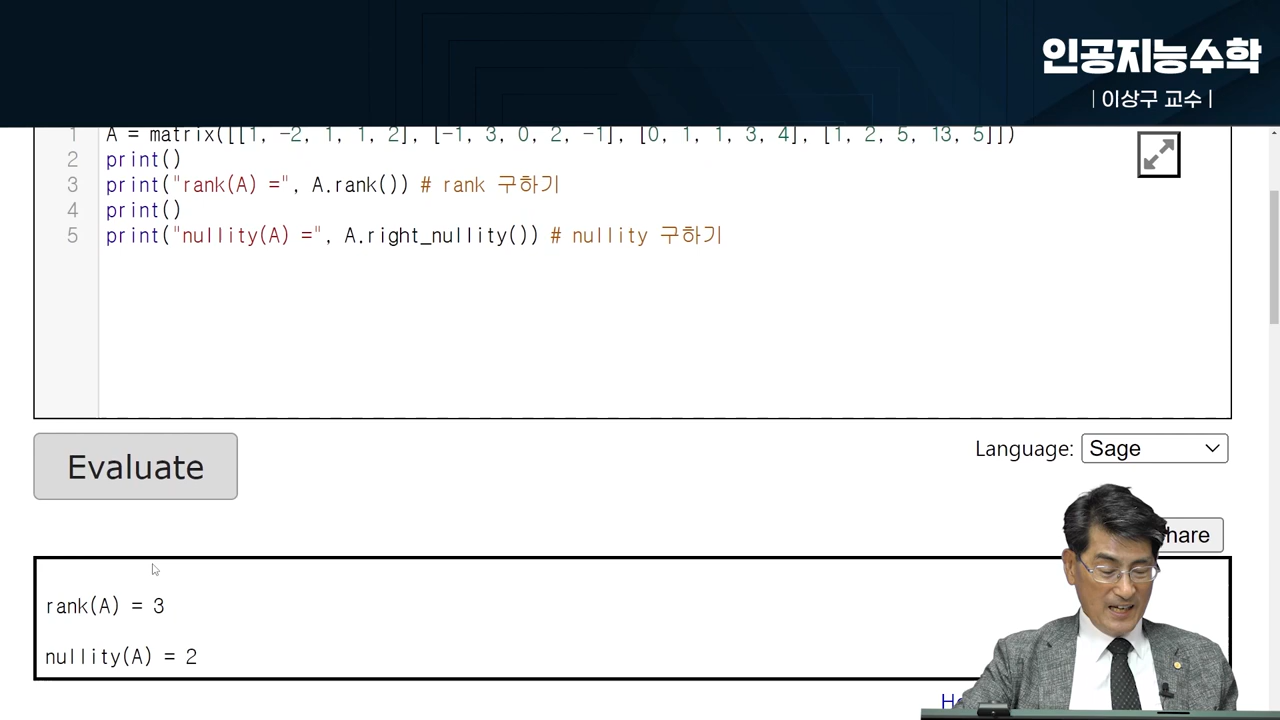 인공지능수학
| 이상구 교수 |
1 A = matrix([[1, -2, 1, 1, 2], [-1, 3, 0, 2, -1], [0, 1, 1, 3, 4], [1, 2, 5, 13, 5]])
2 print()
3 print("rank(A) =", A.rank()) # rank 구하기
4 print()
5 print("nullity(A) =", A.right_nullity()) # nullity 구하기
Evaluate
Language: Sage
hare
rank(A) = 3
nullity(A) = 2